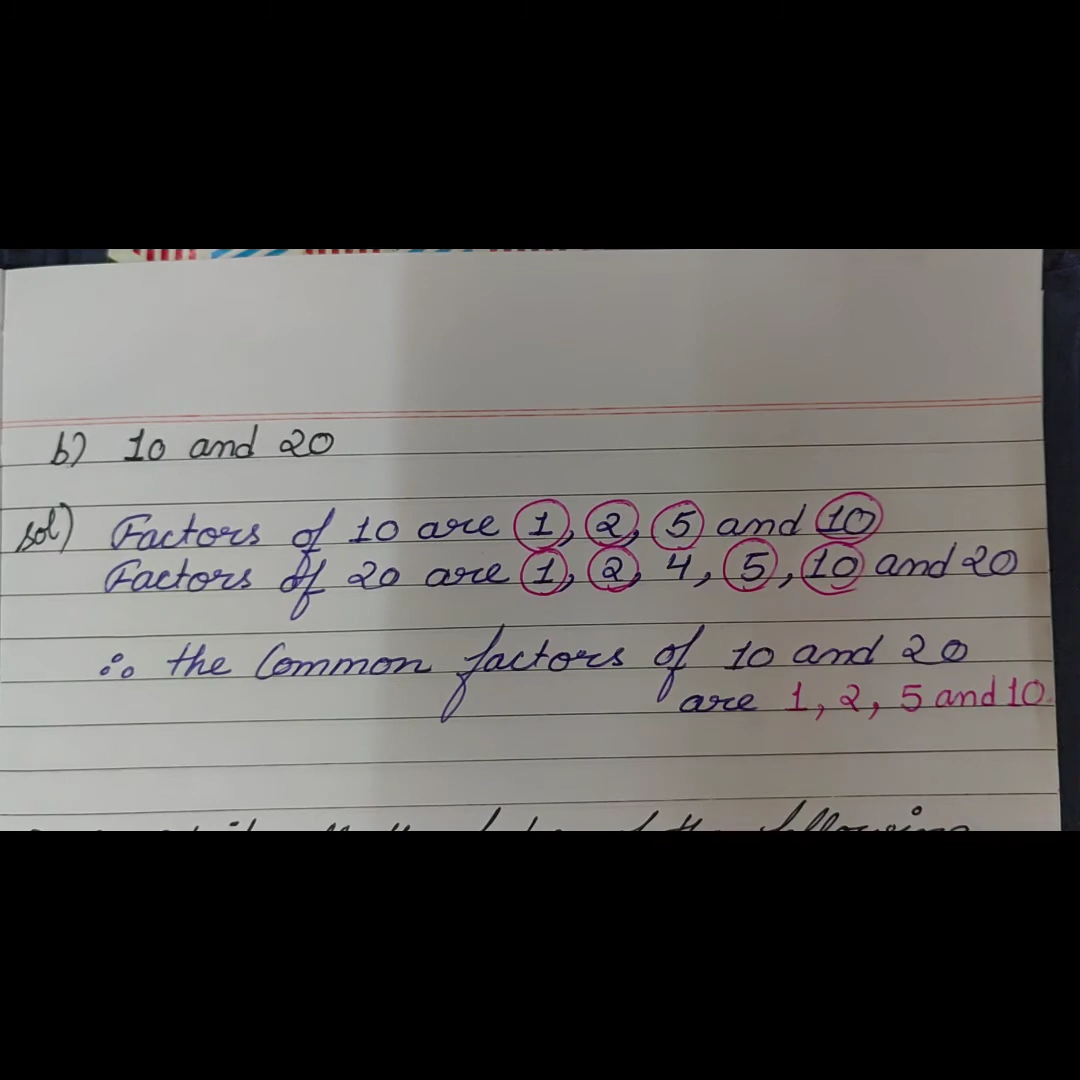 b) 10 and 20
Sol) Factors of 10 are 1, 2, 5 and 10
Factors of 20 are 1, 2, 4, 5, 10 and 20
∴ the Common factors of 10 and 20
are 1, 2, 5 and 10.
following